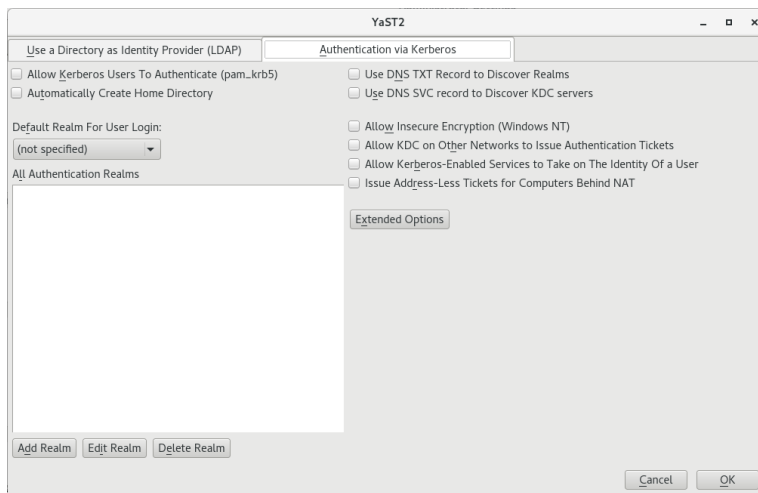 YaST2
Use a Directory as Identity Provider (LDAP)
Authentication via Kerberos
Allow Kerberos Users To Authenticate (pam_krb5)
Automatically Create Home Directory
Default Realm For User Login:
(not specified)
All Authentication Realms
Add Realm
Edit Realm
Delete Realm
Use DNS TXT Record to Discover Realms
Use DNS SVC record to Discover KDC servers
Allow Insecure Encryption (Windows NT)
Allow KDC on Other Networks to Issue Authentication Tickets
Allow Kerberos-Enabled Services to Take on The Identity Of a User
Issue Address-Less Tickets for Computers Behind NAT
Extended Options
Cancel
OK